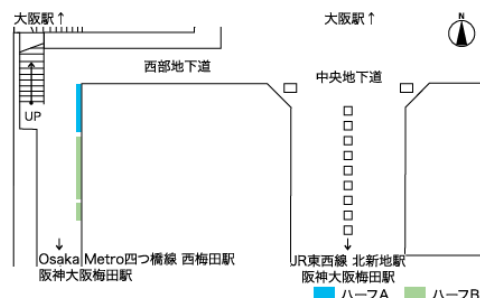 大阪駅↑
大阪駅↑
N
西部地下道
中央地下道
UP
Osaka Metro四つ橋線 西梅田駅
阪神大阪梅田駅
JR東西線 北新地駅
阪神大阪梅田駅
ハーフA
ハーフB